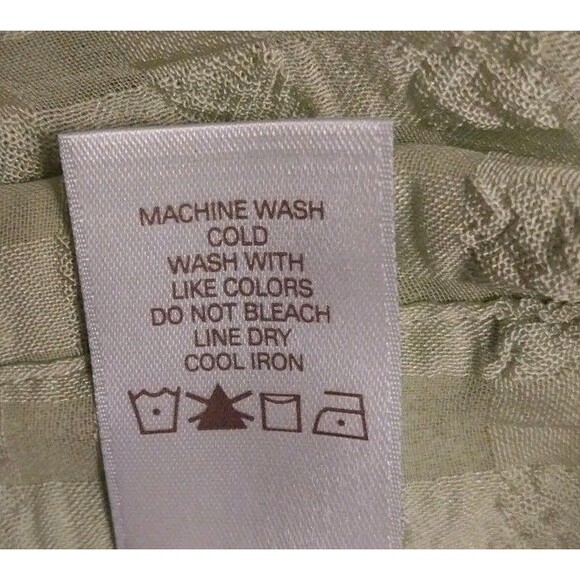 MACHINE WASH
COLD
WASH WITH
LIKE COLORS
DO NOT BLEACH
LINE DRY
COOL IRON